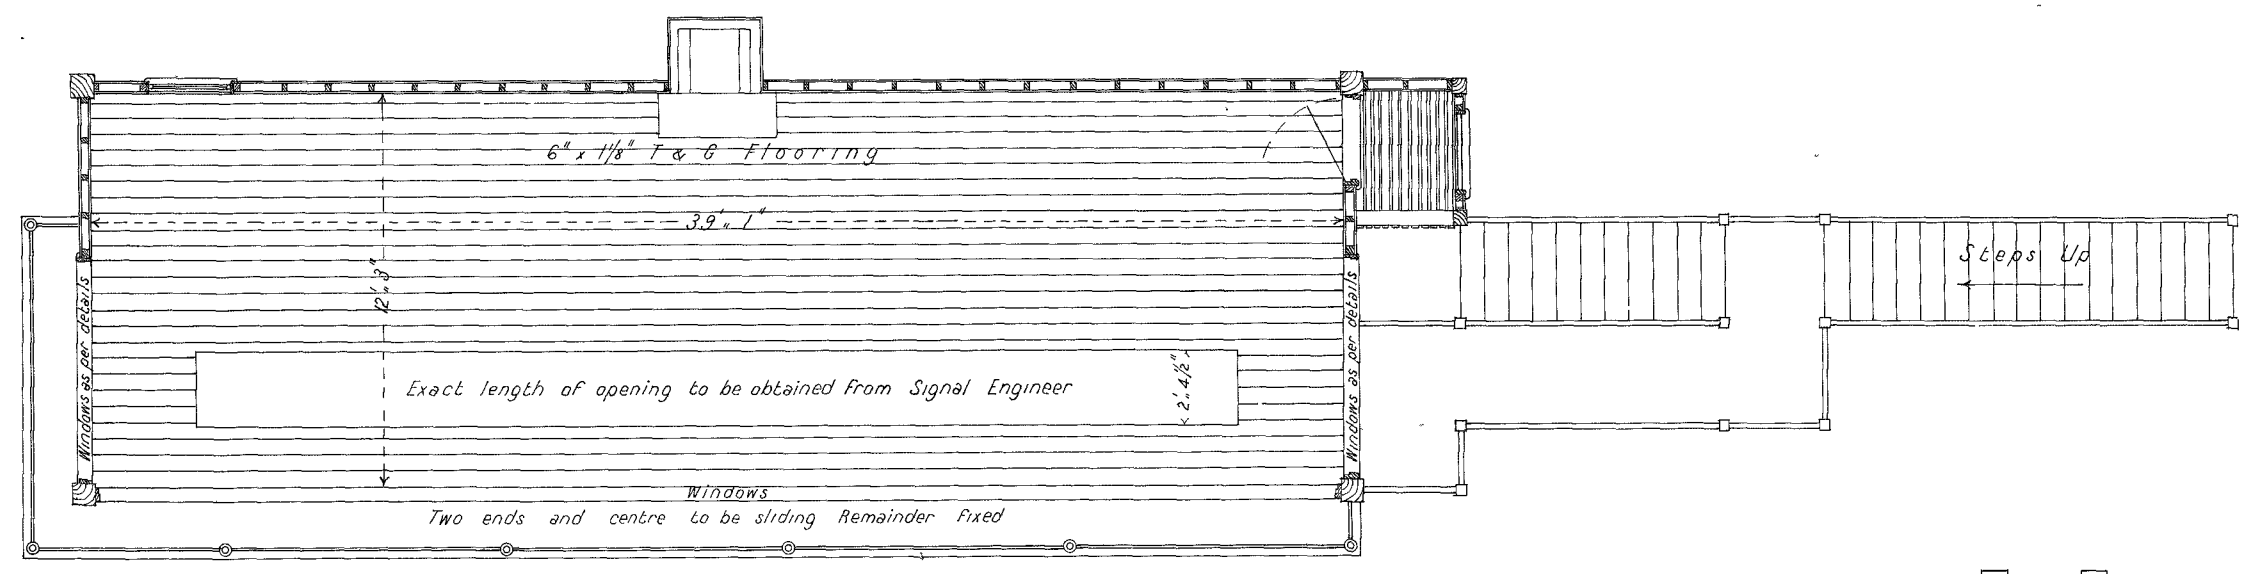 6" x 1 1/8" T & G Flooring
39'" 1"
12'" 3"
Windows as per details
Windows as per details
Steps Up
Exact length of opening to be obtained from Signal Engineer
2'" 4 1/2"
Windows
Two ends and centre to be sliding Remainder fixed